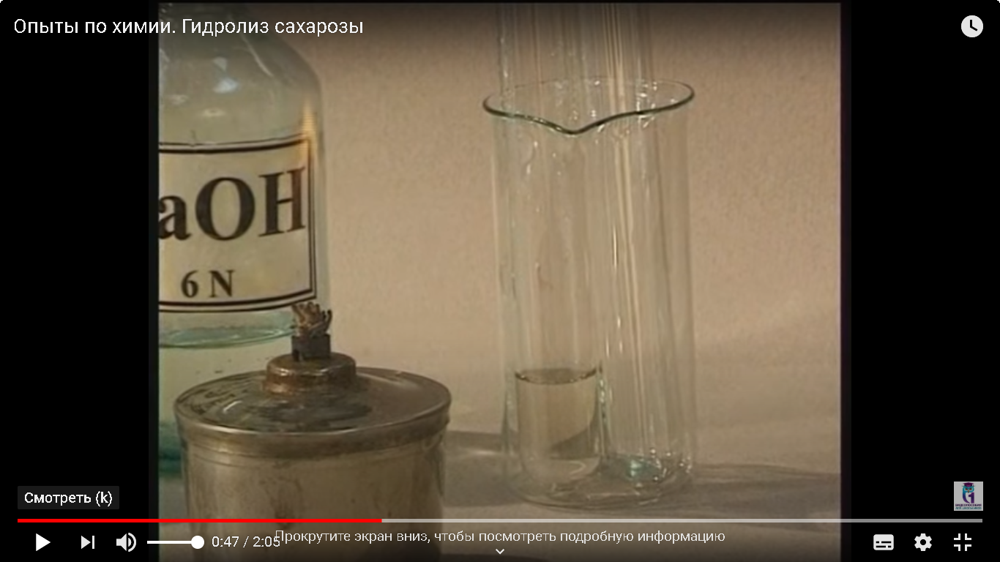 Опыты по химии. Гидролиз сахарозы
aOH
6 N
Смотреть (k)
0:47 / 2:05
Прокрутите экран вниз, чтобы посмотреть подробную информацию